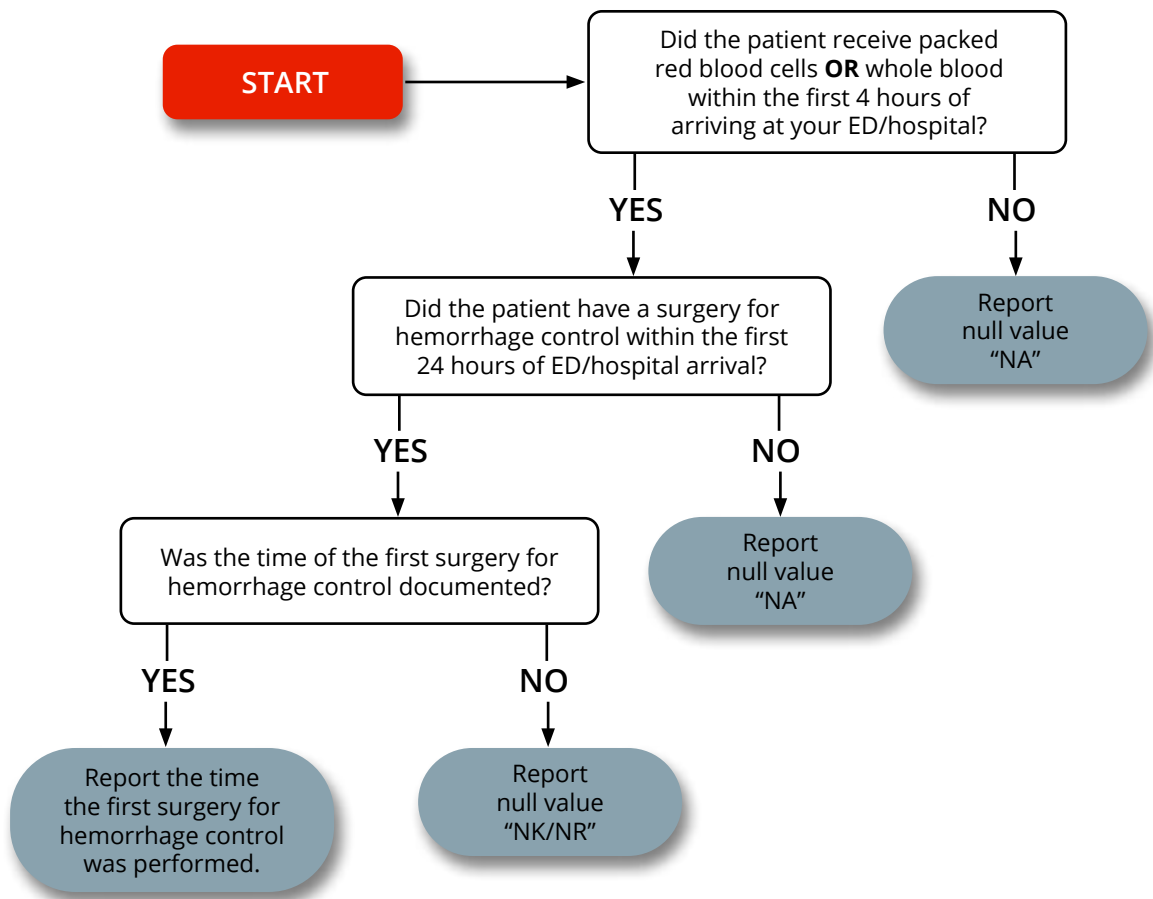 START
Did the patient receive packed
red blood cells OR whole blood
within the first 4 hours of
arriving at your ED/hospital?
YES
NO
Did the patient have a surgery for
hemorrhage control within the first
24 hours of ED/hospital arrival?
Report
null value
“NA”
YES
NO
Was the time of the first surgery for
hemorrhage control documented?
Report
null value
“NA”
YES
NO
Report the time
the first surgery for
hemorrhage control
was performed.
Report
null value
“NK/NR”